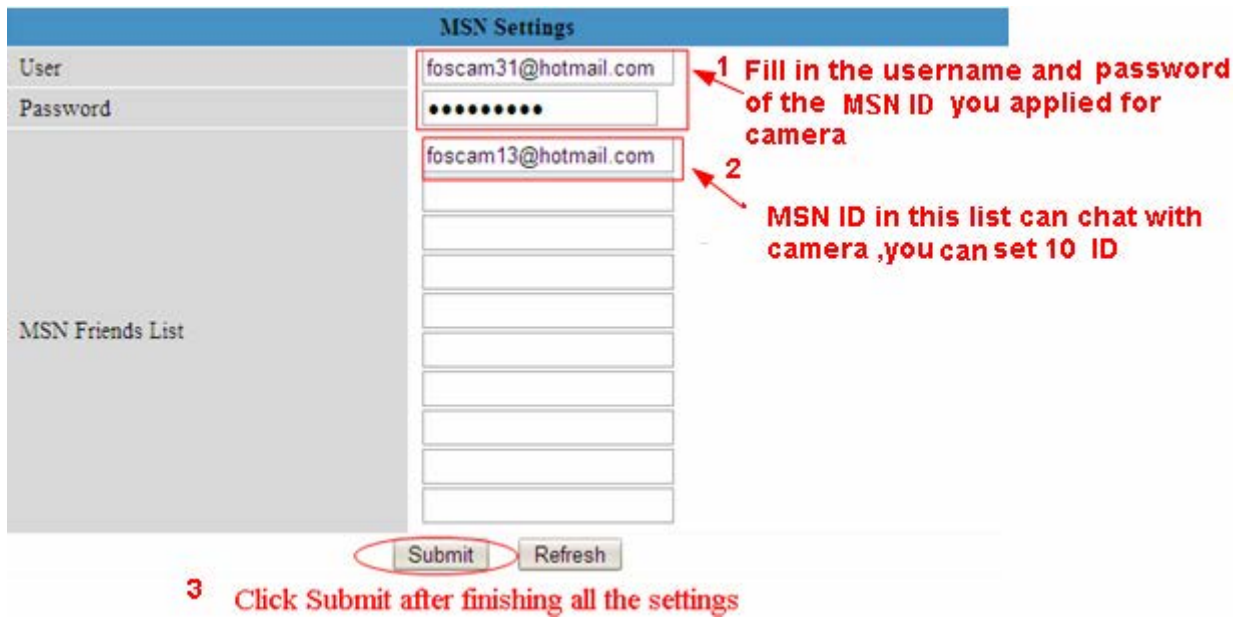 MSN Settings
User
foscam31@hotmail.com
1 Fill in the username and password
of the MSN ID you applied for
camera
Password
•••••••••
MSN Friends List
foscam13@hotmail.com
2
MSN ID in this list can chat with
camera ,you can set 10 ID
Submit
Refresh
3 Click Submit after finishing all the settings